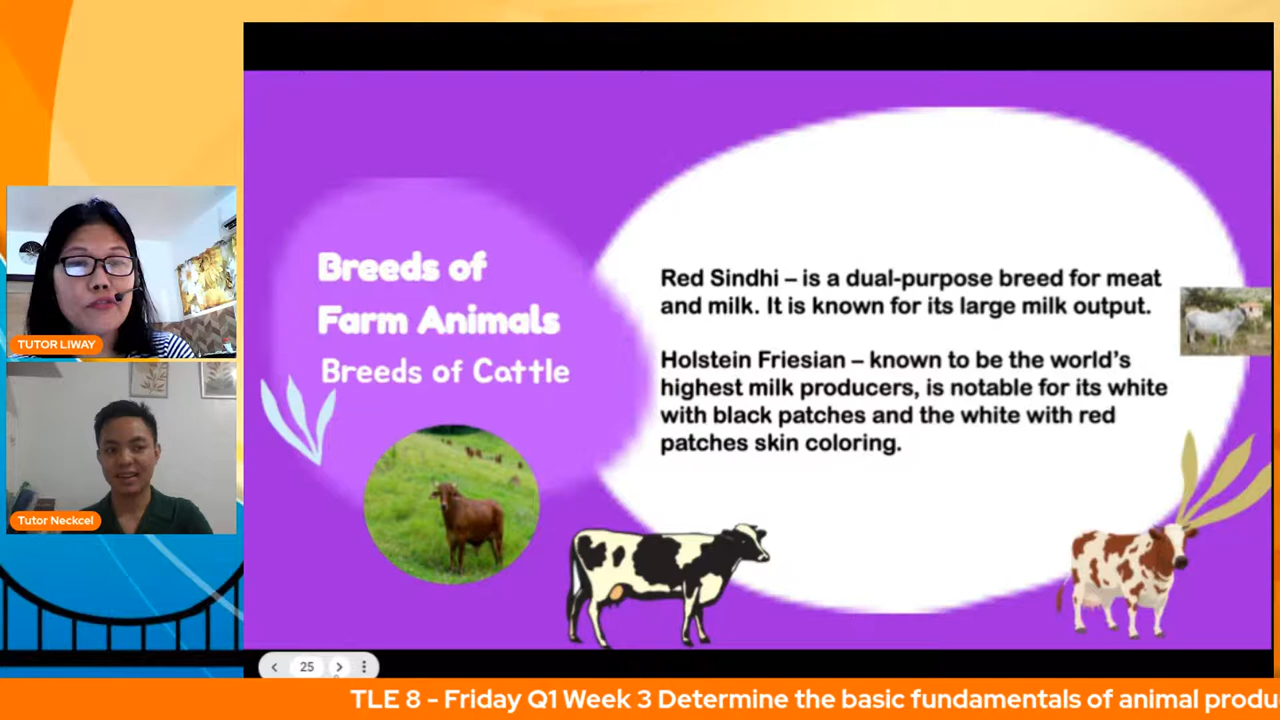 TUTOR LIWAY
Tutor Neckcel
Breeds of
Farm Animals
Breeds of Cattle
Red Sindhi – is a dual-purpose breed for meat
and milk. It is known for its large milk output.
Holstein Friesian – known to be the world's
highest milk producers, is notable for its white
with black patches and the white with red
patches skin coloring.
25
TLE 8 - Friday Q1 Week 3 Determine the basic fundamentals of animal produ